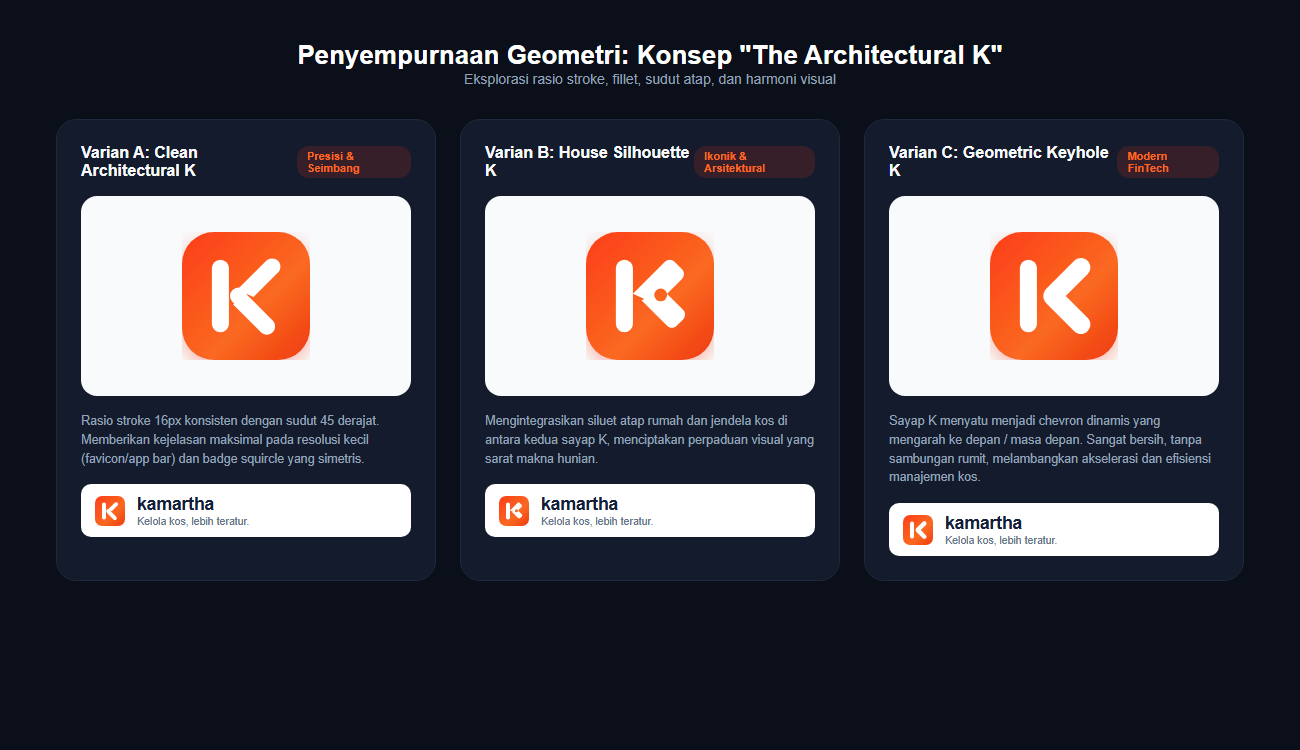 Penyempurnaan Geometri: Konsep "The Architectural K"
Eksplorasi rasio stroke, fillet, sudut atap, dan harmoni visual
Varian A: Clean
Architectural K
Presisi &
Seimbang
K
Rasio stroke 16px konsisten dengan sudut 45 derajat.
Memberikan kejelasan maksimal pada resolusi kecil
(favicon/app bar) dan badge squircle yang simetris.
K
kamartha
Kelola kos, lebih teratur.
Varian B: House Silhouette
K
Ikonik &
Arsitektural
K
Mengintegrasikan siluet atap rumah dan jendela kos di
antara kedua sayap K, menciptakan perpaduan visual yang
sarat makna hunian.
K
kamartha
Kelola kos, lebih teratur.
Varian C: Geometric Keyhole
K
Modern
FinTech
K
Sayap K menyatu menjadi chevron dinamis yang
mengarah ke depan / masa depan. Sangat bersih, tanpa
sambungan rumit, melambangkan akselerasi dan efisiensi
manajemen kos.
K
kamartha
Kelola kos, lebih teratur.